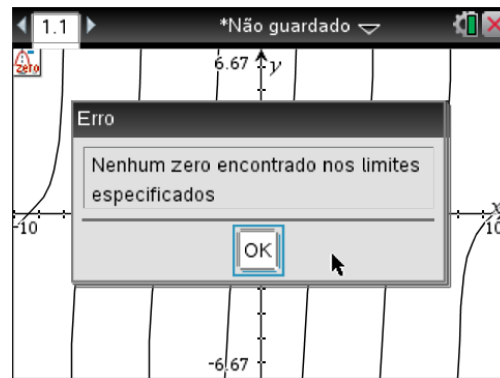 1.1
*Não guardado
zero
6.67
y
Erro
Nenhum zero encontrado nos limites
especificados
OK
-10
x
10
-6.67